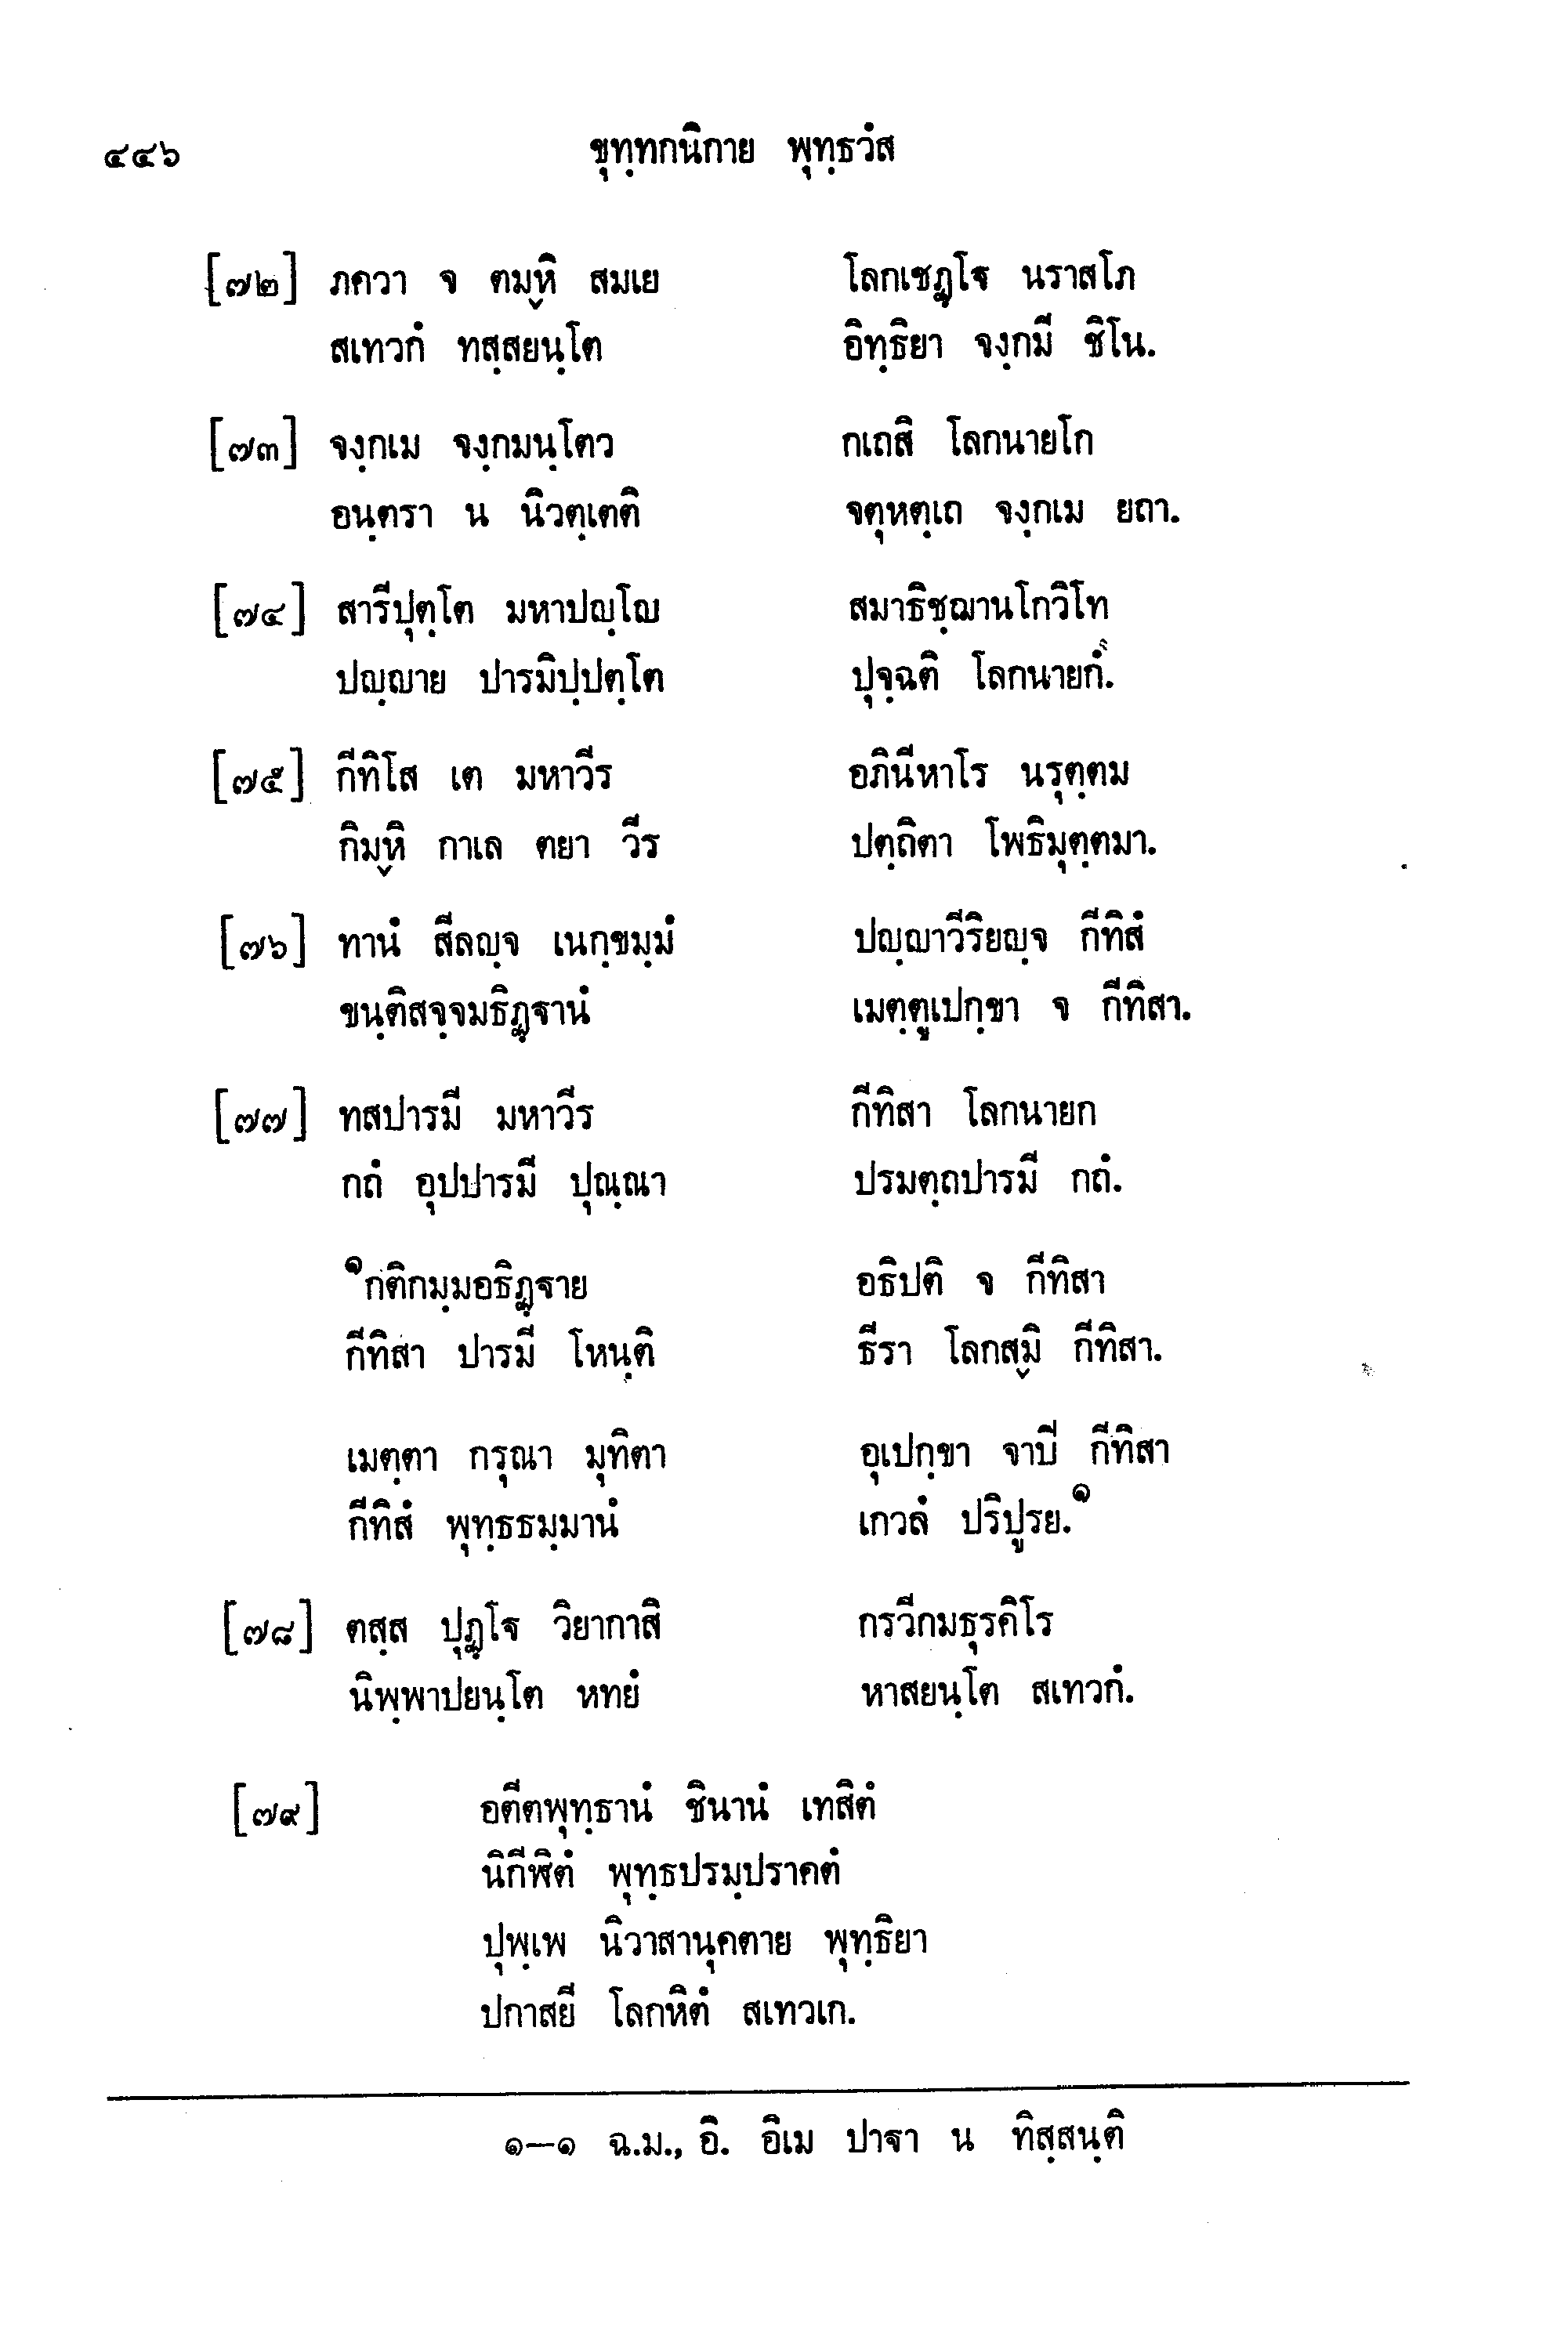 ๔๔๖ ขุทฺทกนิกาย พุทฺธวํส
[๗๒] ภควา จ ตมฺหิ สมเย โลกเชฏฺโฐ นราสโภ
สเทวกํ ทสฺสยนฺโต อิทฺธิยา จงฺกมี ชิโน.
[๗๓] จงฺกเม จงฺกมนฺโตว กเถสิ โลกนายโก
อนฺตรา น นิวตฺเตติ จตุหตฺเถ จงฺกเม ยถา.
[๗๔] สารีปุตฺโต มหาปญฺโญ สมาธิชฺฌานโกวิโท
ปญฺญาย ปารมิปฺปตฺโต ปุจฺฉติ โลกนายกํ.
[๗๕] กีทิโส เต มหาวีร อภินีหาโร นรุตฺตม
กิมฺหิ กาเล ตยา วีร ปตฺถิตา โพธิมุตฺตมา.
[๗๖] ทานํ สีลญฺจ เนกฺขมฺมํ ปญฺญาวีริยญฺจ กีทิสํ
ขนฺติสจฺจมธิฏฺฐานํ เมตฺตูเปกฺขา จ กีทิสา.
[๗๗] ทสปารมี มหาวีร กีทิสา โลกนายก
กถํ อุปปารมี ปุณฺณา ปรมตฺถปารมี กถํ.
๑กติกมฺมอธิฏฺฐาย อธิปติ จ กีทิสา
กีทิสา ปารมี โหนฺติ ธีรา โลกสฺมิ กีทิสา.
เมตฺตา กรุณา มุทิตา อุเปกฺขา จาปี กีทิสา
กีทิสํ พุทฺธธมฺมานํ เกวลํ ปริปูรย.๑
[๗๘] ตสฺส ปุฏฺโฐ วิยากาสิ กรวีกมธุรคิโร
นิพฺพาปยนฺโต หทยํ หาสยนฺโต สเทวกํ.
[๗๙] อตีตพุทฺธานํ ชินานํ เทสิตํ
นิกีฬิตํ พุทฺธปรมฺปราคตํ
ปุพฺเพ นิวาสานุคตาย พุทฺธิยา
ปกาสยี โลกหิตํ สเทวเก.
๑–๑ ฉ.ม., อิ. อิเม ปาฐา น ทิสฺสนฺติ